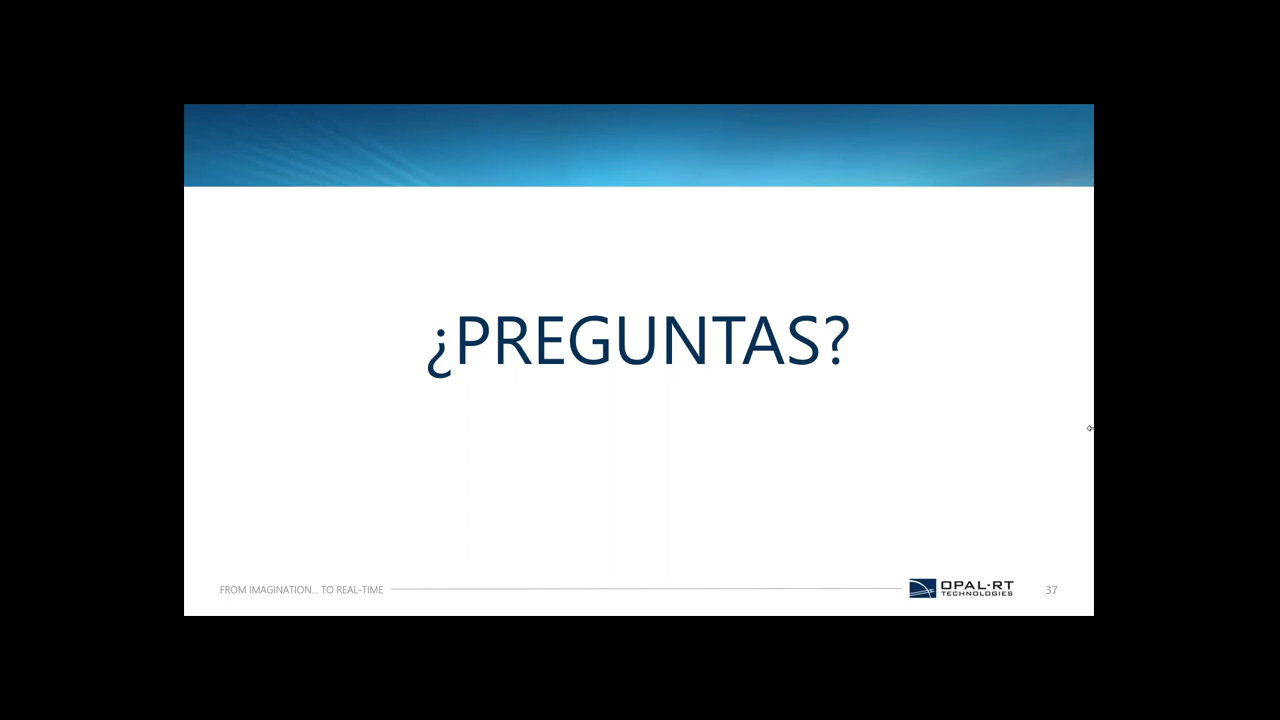 ¿PREGUNTAS?
FROM IMAGINATION... TO REAL-TIME
OPAL-RT
TECHNOLOGIES
37